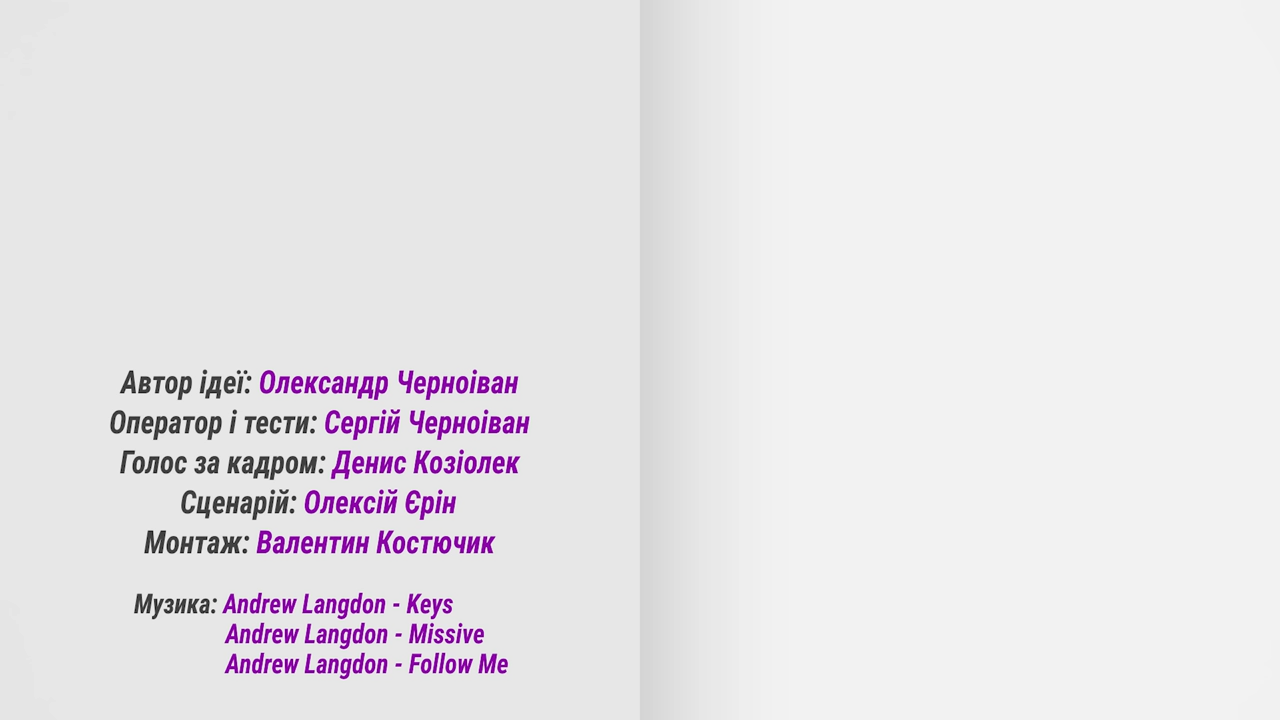 Автор ідеї: Олександр Черноіван
Оператор і тести: Сергій Черноіван
Голос за кадром: Денис Козіолек
Сценарій: Олексій Єрін
Монтаж: Валентин Костючик
Музика: Andrew Langdon - Keys
Andrew Langdon - Missive
Andrew Langdon - Follow Me